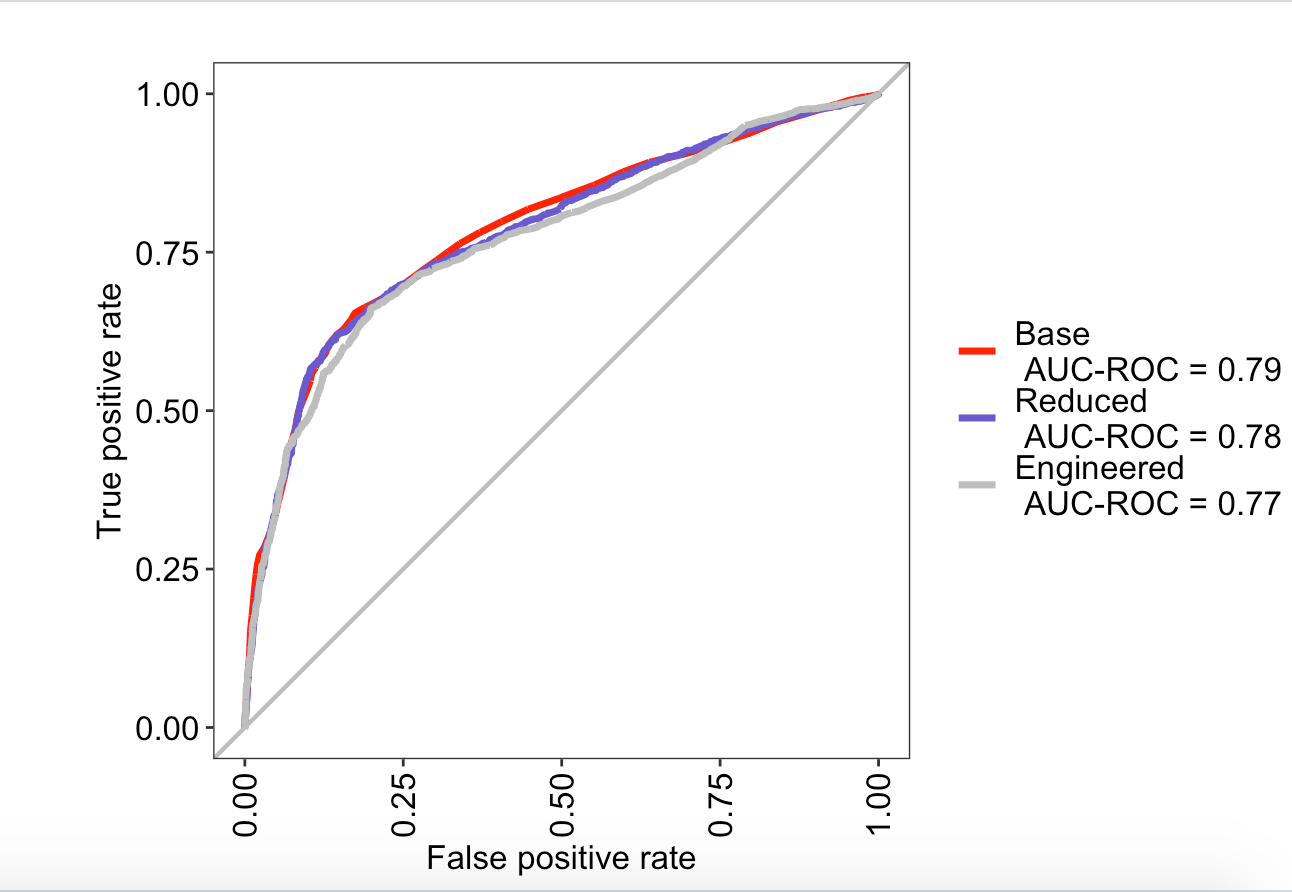 1.00
0.75
0.50
0.25
0.00
True positive rate
0.00
0.25
0.50
0.75
1.00
False positive rate
Base
AUC-ROC = 0.79
Reduced
AUC-ROC = 0.78
Engineered
AUC-ROC = 0.77